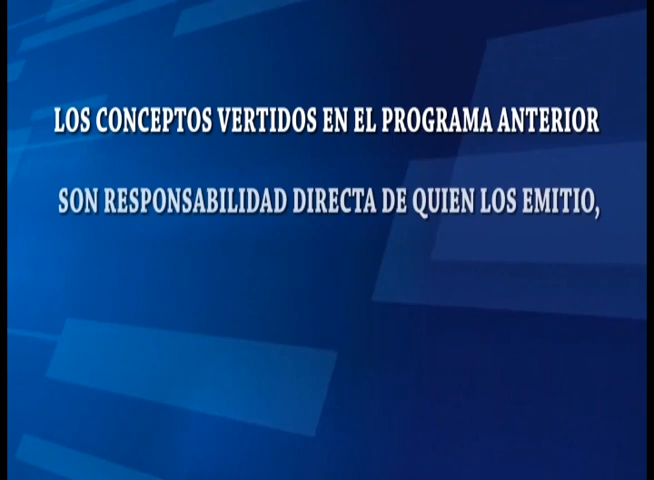 LOS CONCEPTOS VERTIDOS EN EL PROGRAMA ANTERIOR
SON RESPONSABILIDAD DIRECTA DE QUIEN LOS EMITIO,